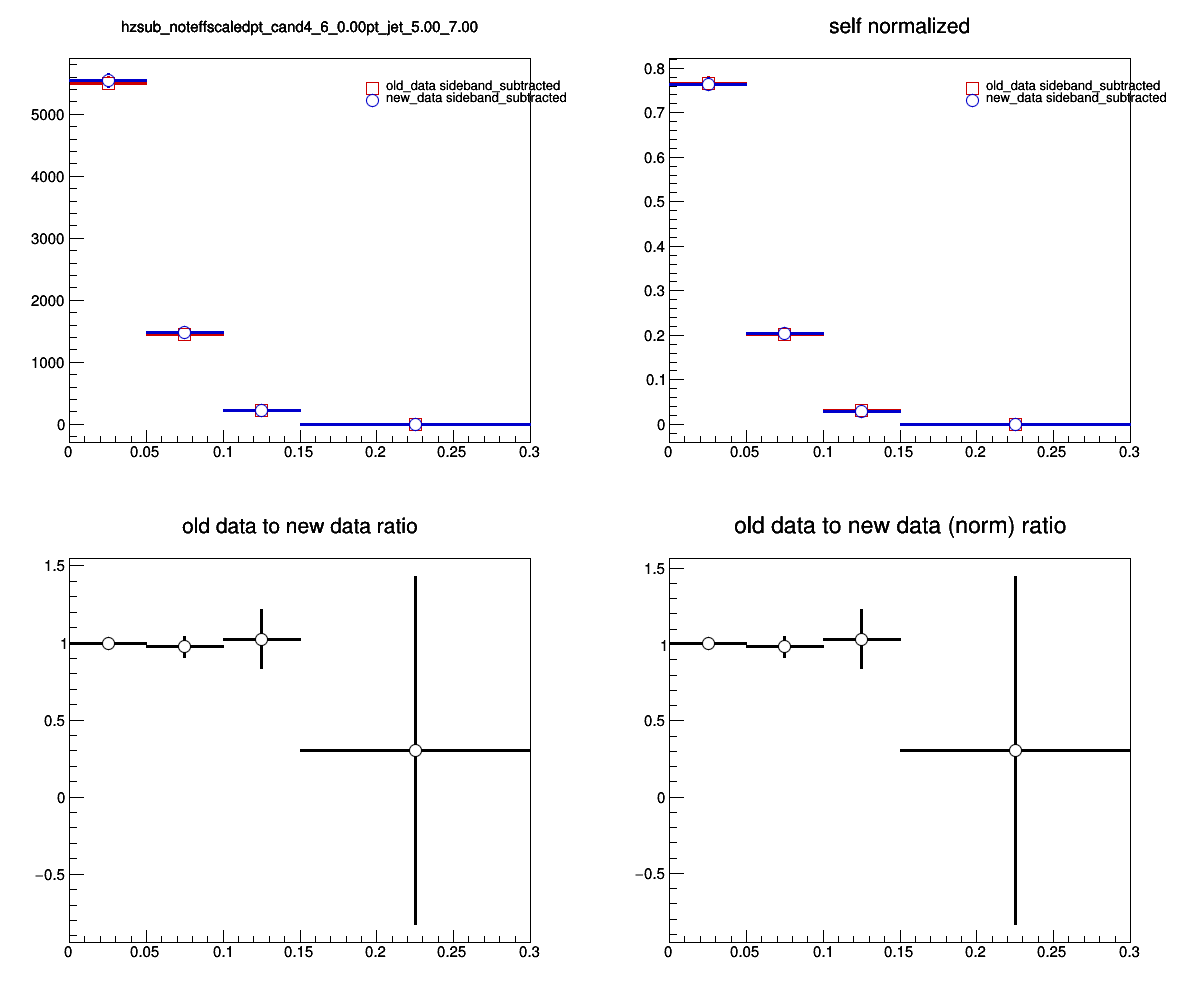 hzsub_noteffscaledpt_cand4_6_0.00pt_jet_5.00_7.00
old_data sideband_subtracted
new_data sideband_subtracted
5000
4000
3000
2000
1000
0
0 0.05 0.1 0.15 0.2 0.25 0.3
self normalized
old_data sideband_subtracted
new_data sideband_subtracted
0.8
0.7
0.6
0.5
0.4
0.3
0.2
0.1
0
0 0.05 0.1 0.15 0.2 0.25 0.3
old data to new data ratio
1.5
1
0.5
0
−0.5
0 0.05 0.1 0.15 0.2 0.25 0.3
old data to new data (norm) ratio
1.5
1
0.5
0
−0.5
0 0.05 0.1 0.15 0.2 0.25 0.3